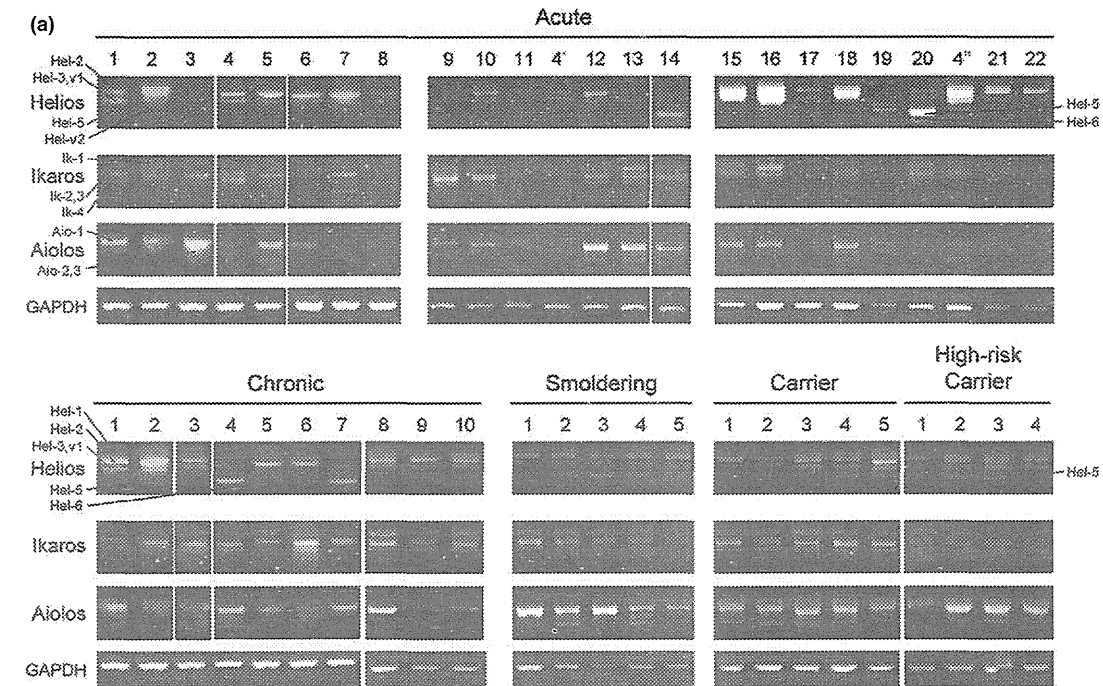 (a)
Acute
1 2 3 4 5 6 7 8 9 10 11 4' 12 13 14 15 16 17 18 19 20 4" 21 22
Hel-2
Hel-3,v1
Helios
Hel-5
Hel-v2
Hel-5
Hel-6
Ik-1
Ikaros
Ik-2,3
Ik-4
Aio-1
Aiolos
Aio-2,3
GAPDH
Chronic
Smoldering
Carrier
High-risk
Carrier
1 2 3 4 5 6 7 8 9 10 1 2 3 4 5 1 2 3 4 5 1 2 3 4
Hel-1
Hel-2
Hel-3,v1
Helios
Hel-5
Hel-6
Hel-5
Ikaros
Aiolos
GAPDH